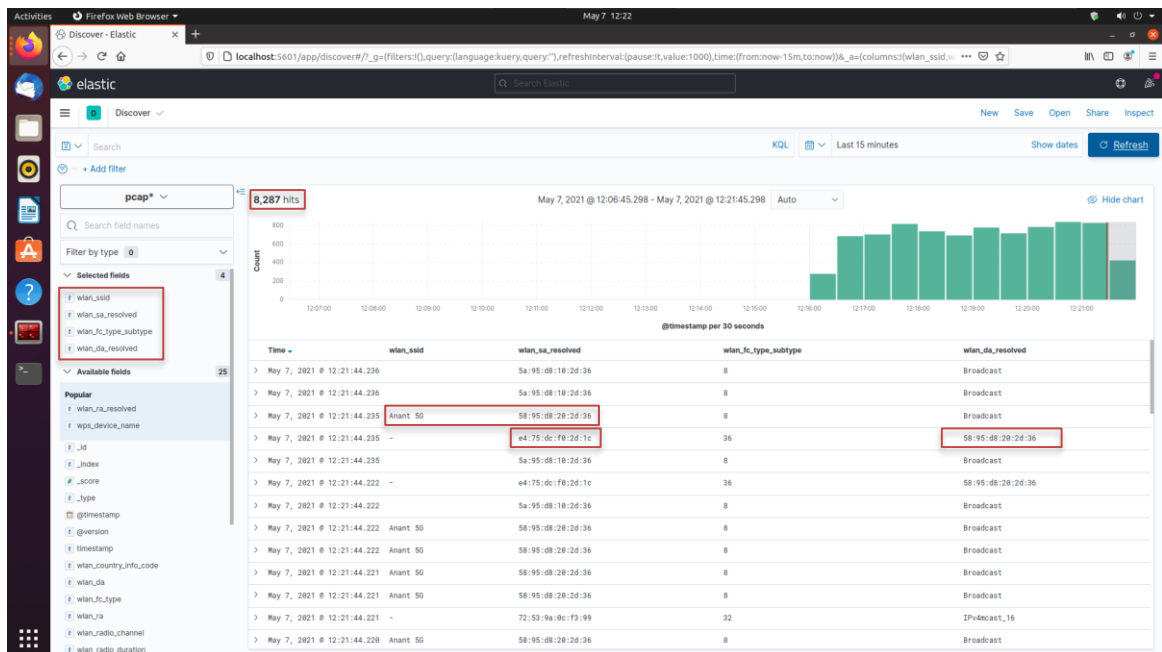 Activities Firefox Web Browser May 7 12:22
Discover - Elastic × +
localhost:5601/app/discover#/?_g=(filters:!(),query:(language:kuery,query:''),refreshInterval:(pause:!t,value:1000),time:(from:now-15m,to:now))&_a=(columns:!(wlan_ssid,w
elastic Search Elastic
D Discover New Save Open Share Inspect
Search KQL Last 15 minutes Show dates Refresh
+ Add filter
pcap* 8,287 hits May 7, 2021 @ 12:06:45.298 - May 7, 2021 @ 12:21:45.298 Auto Hide chart
Search field names
Filter by type 0
Selected fields 4
t wlan_ssid
t wlan_sa_resolved
t wlan_fc_type_subtype
t wlan_da_resolved
Available fields 25
Popular
t wlan_ra_resolved
t wps_device_name
t _id
t _index
# _score
t _type
@timestamp
t @version
t timestamp
t wlan_country_info_code
t wlan_da
t wlan_fc_type
t wlan_ra
t wlan_radio_channel
t wlan_radio_duration
Count
800
600
400
200
0
12:07:00 12:08:00 12:09:00 12:10:00 12:11:00 12:12:00 12:13:00 12:14:00 12:15:00 12:16:00 12:17:00 12:18:00 12:19:00 12:20:00 12:21:00
@timestamp per 30 seconds
Time wlan_ssid wlan_sa_resolved wlan_fc_type_subtype wlan_da_resolved
May 7, 2021 @ 12:21:44.236 5a:95:d8:10:2d:36 8 Broadcast
May 7, 2021 @ 12:21:44.236 5a:95:d8:10:2d:36 8 Broadcast
May 7, 2021 @ 12:21:44.235 Anant 5G 58:95:d8:20:2d:36 8 Broadcast
May 7, 2021 @ 12:21:44.235 - e4:75:dc:f0:2d:1c 36 58:95:d8:20:2d:36
May 7, 2021 @ 12:21:44.235 5a:95:d8:10:2d:36 8 Broadcast
May 7, 2021 @ 12:21:44.222 - e4:75:dc:f0:2d:1c 36 58:95:d8:20:2d:36
May 7, 2021 @ 12:21:44.222 5a:95:d8:10:2d:36 8 Broadcast
May 7, 2021 @ 12:21:44.222 Anant 5G 58:95:d8:20:2d:36 8 Broadcast
May 7, 2021 @ 12:21:44.221 Anant 5G 58:95:d8:20:2d:36 8 Broadcast
May 7, 2021 @ 12:21:44.221 Anant 5G 58:95:d8:20:2d:36 8 Broadcast
May 7, 2021 @ 12:21:44.221 - 72:53:9a:0c:f3:99 32 IPv4mcast_16
May 7, 2021 @ 12:21:44.220 Anant 5G 58:95:d8:20:2d:36 8 Broadcast